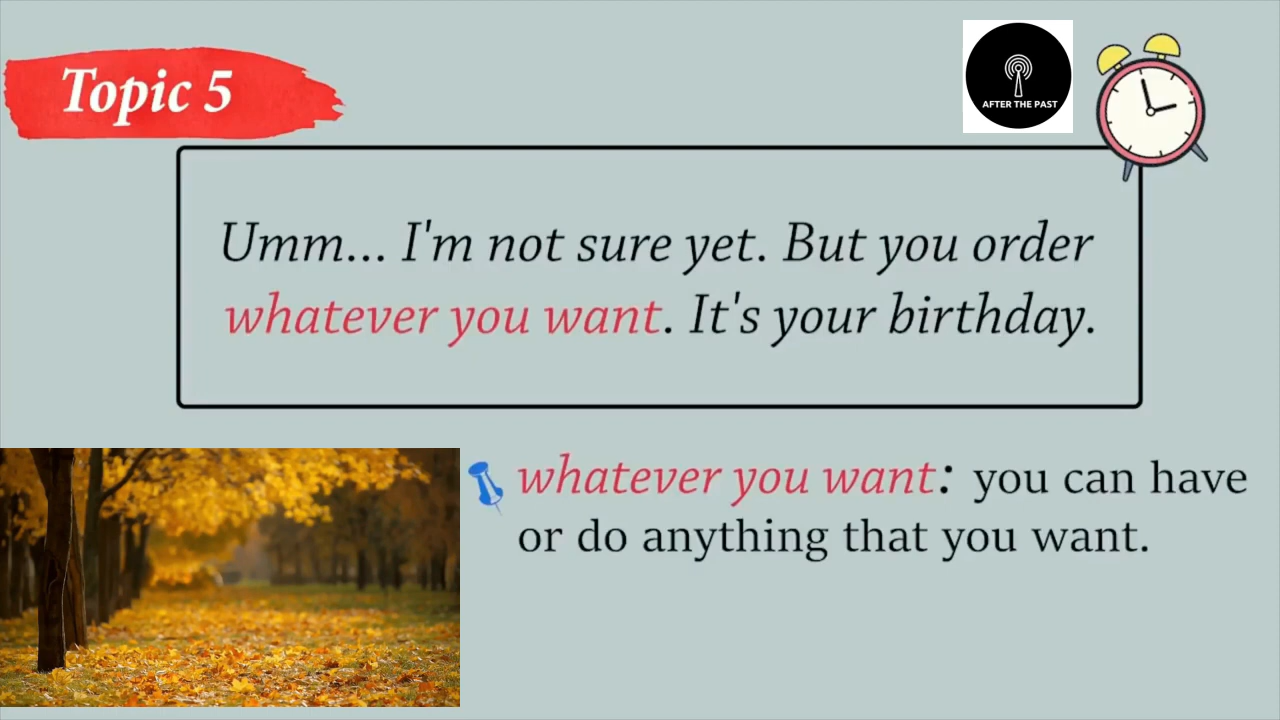 Topic 5
AFTER THE PAST
Umm... I'm not sure yet. But you order
whatever you want. It's your birthday.
whatever you want: you can have
or do anything that you want.